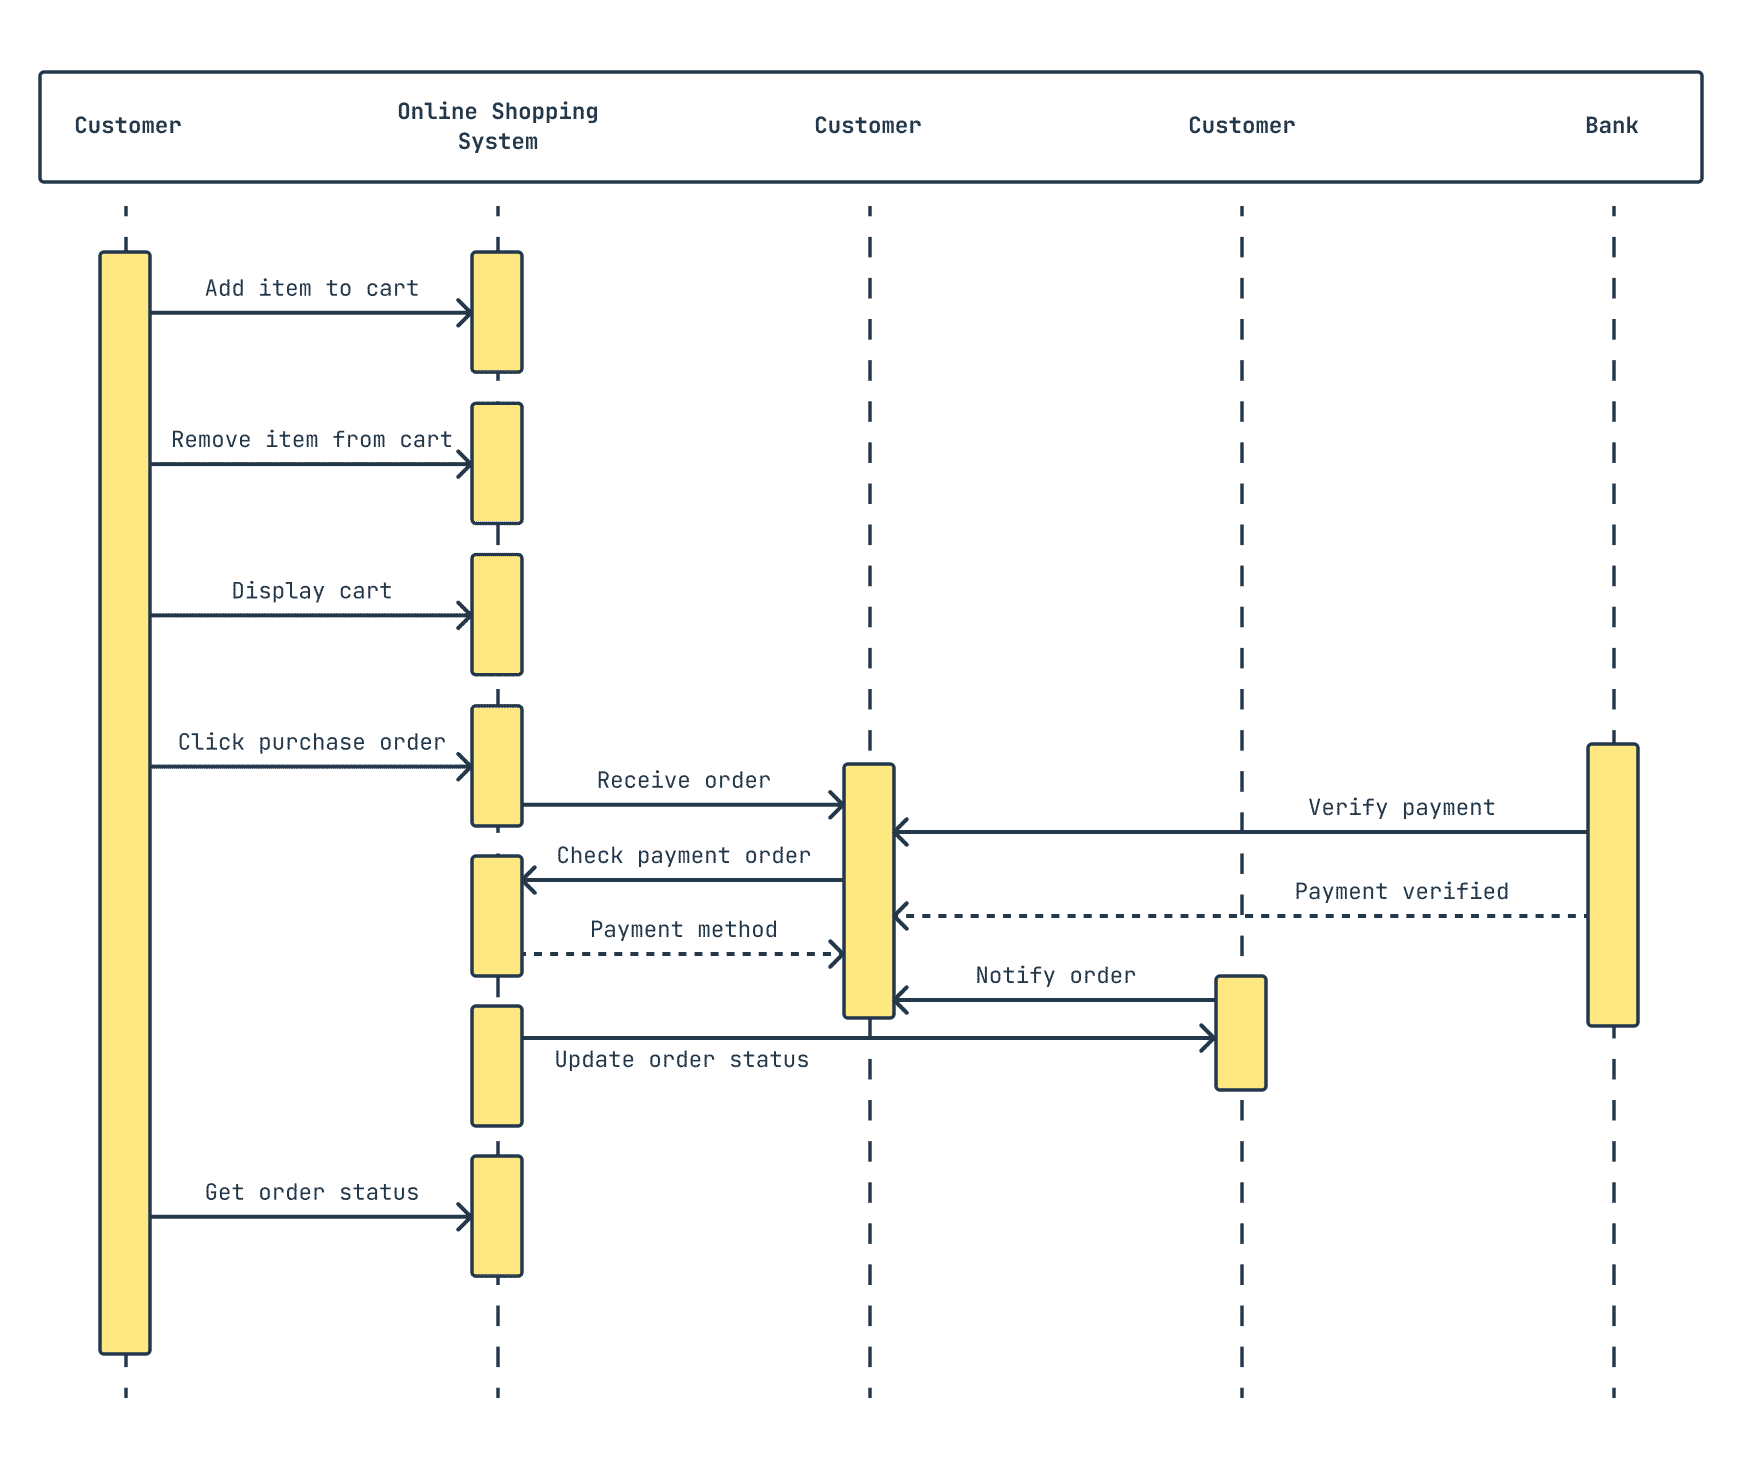 Customer
Online Shopping
System
Customer
Customer
Bank
Add item to cart
Remove item from cart
Display cart
Click purchase order
Receive order
Verify payment
Check payment order
Payment verified
Payment method
Notify order
Update order status
Get order status